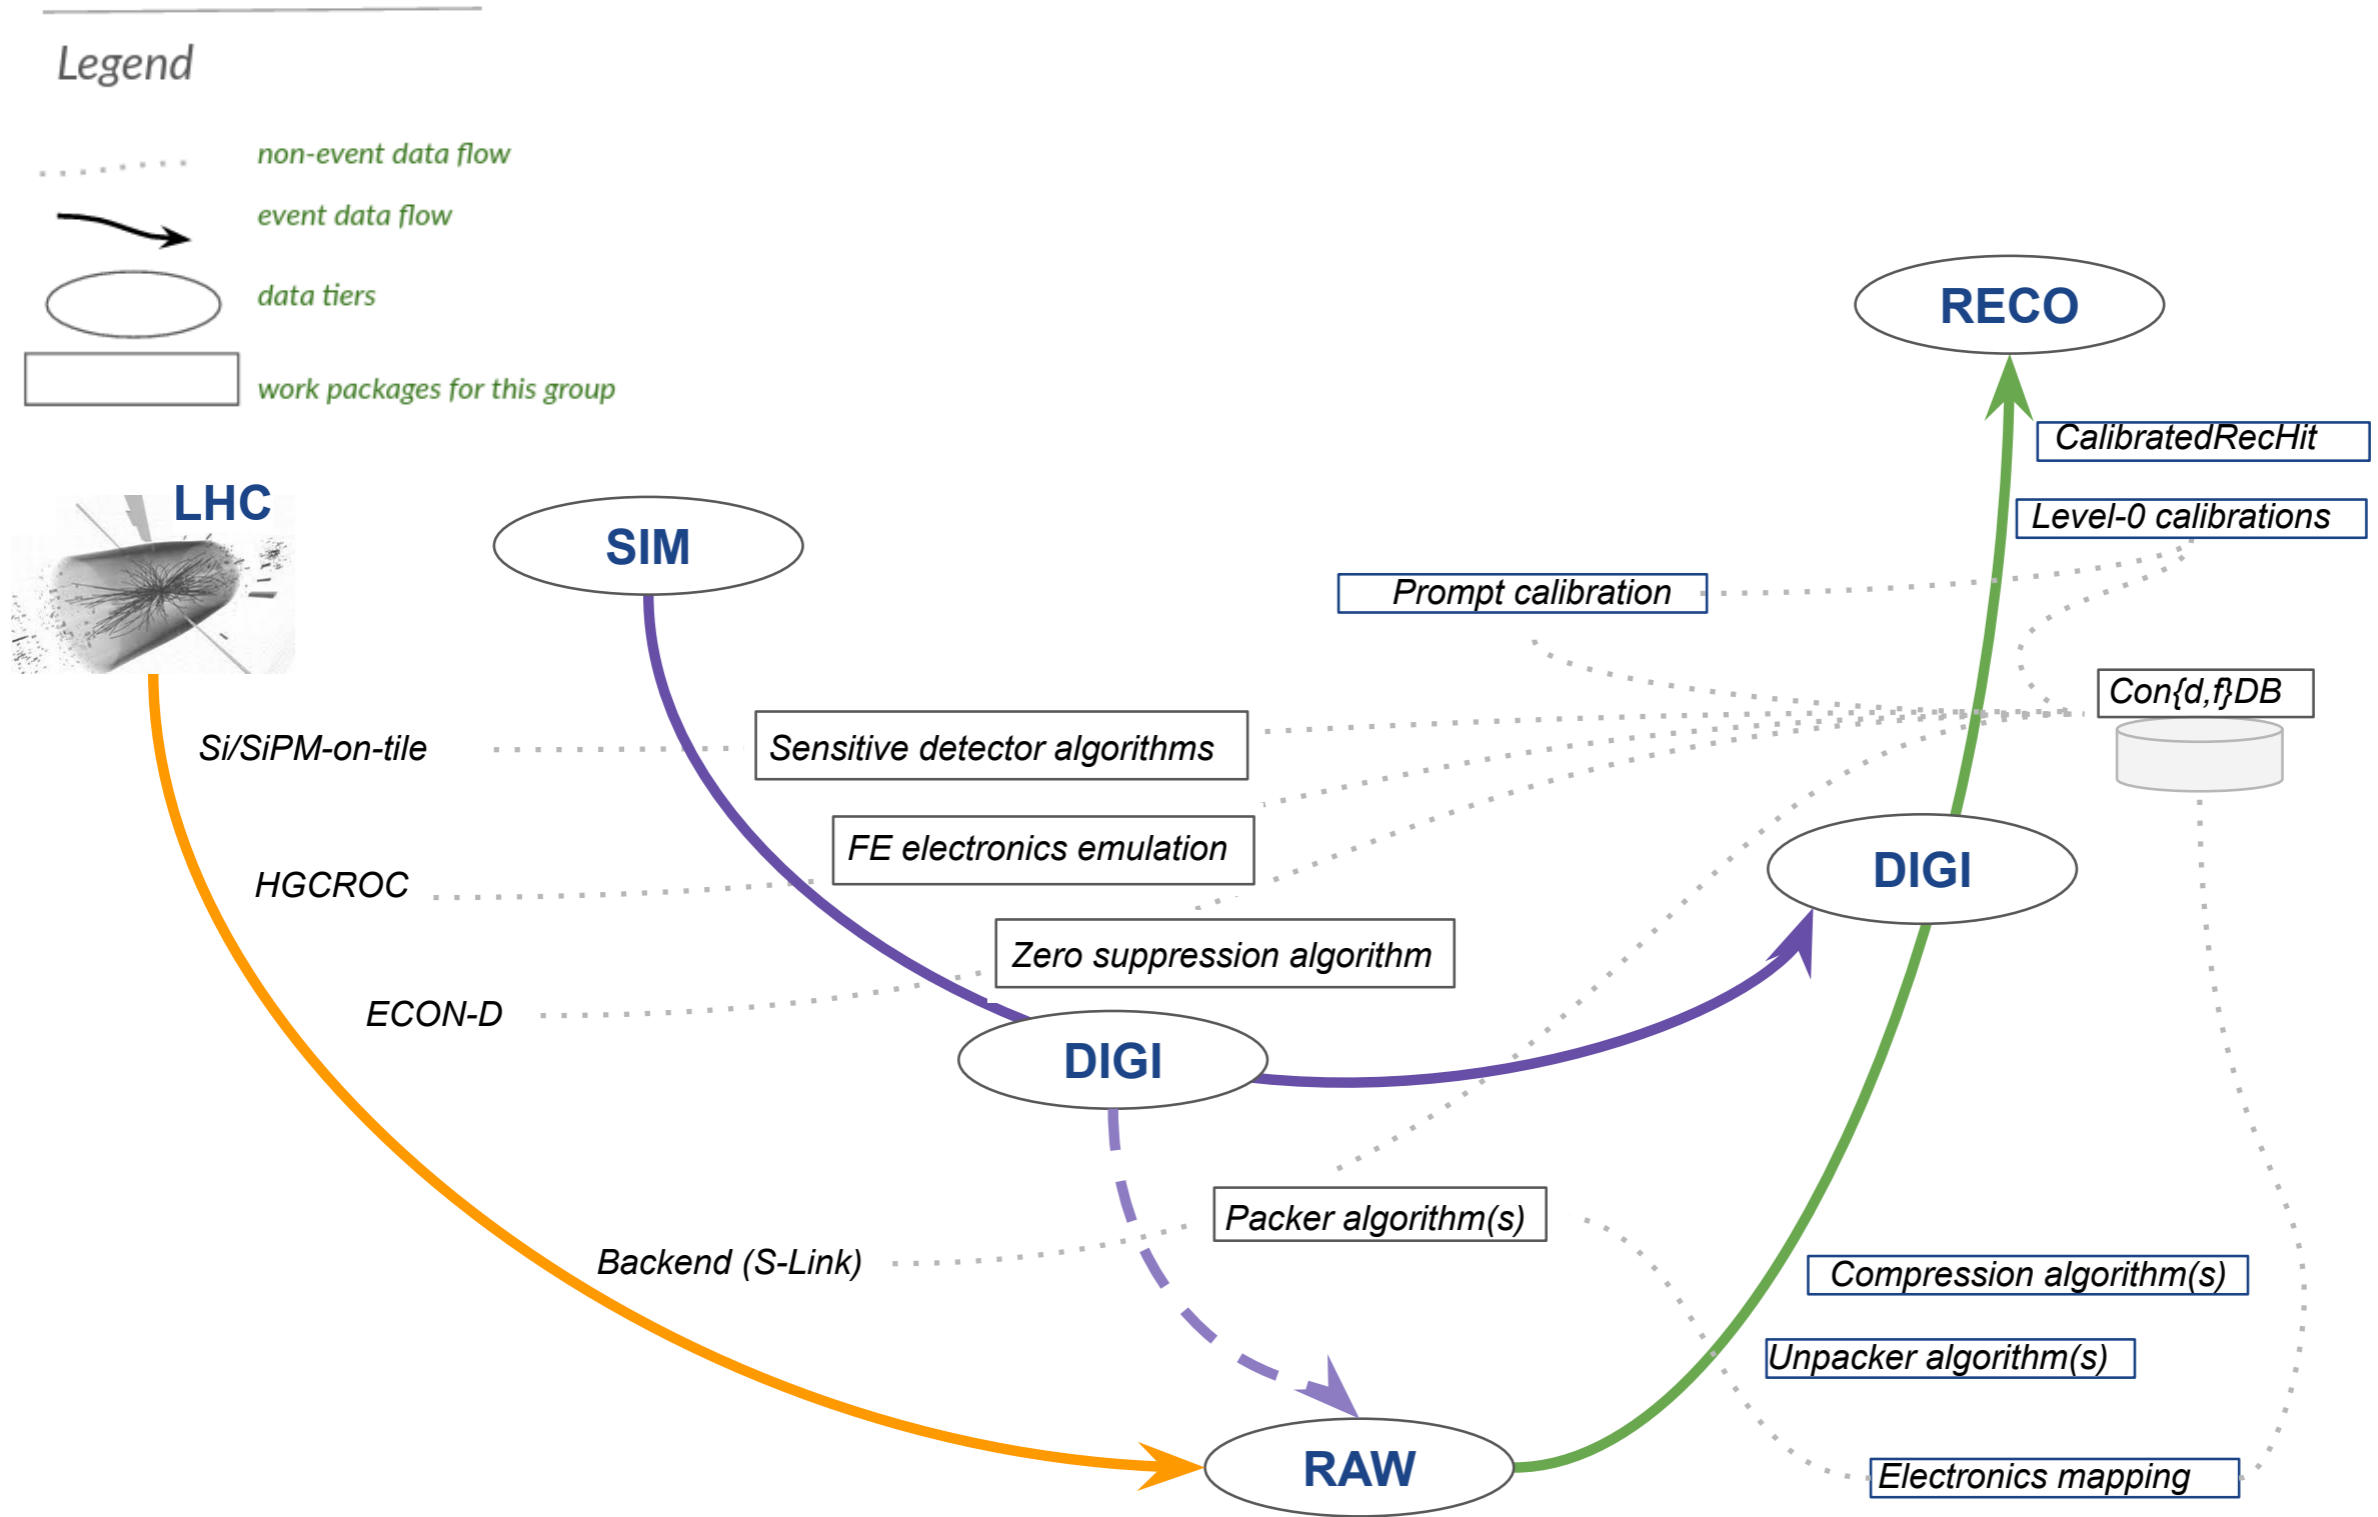 Legend
non-event data flow
event data flow
data tiers
work packages for this group
RECO
CalibratedRecHit
LHC
SIM
Level-0 calibrations
Prompt calibration
Con{d,f}DB
Si/SiPM-on-tile
Sensitive detector algorithms
FE electronics emulation
DIGI
HGCROC
Zero suppression algorithm
ECON-D
DIGI
Packer algorithm(s)
Backend (S-Link)
Compression algorithm(s)
Unpacker algorithm(s)
RAW
Electronics mapping